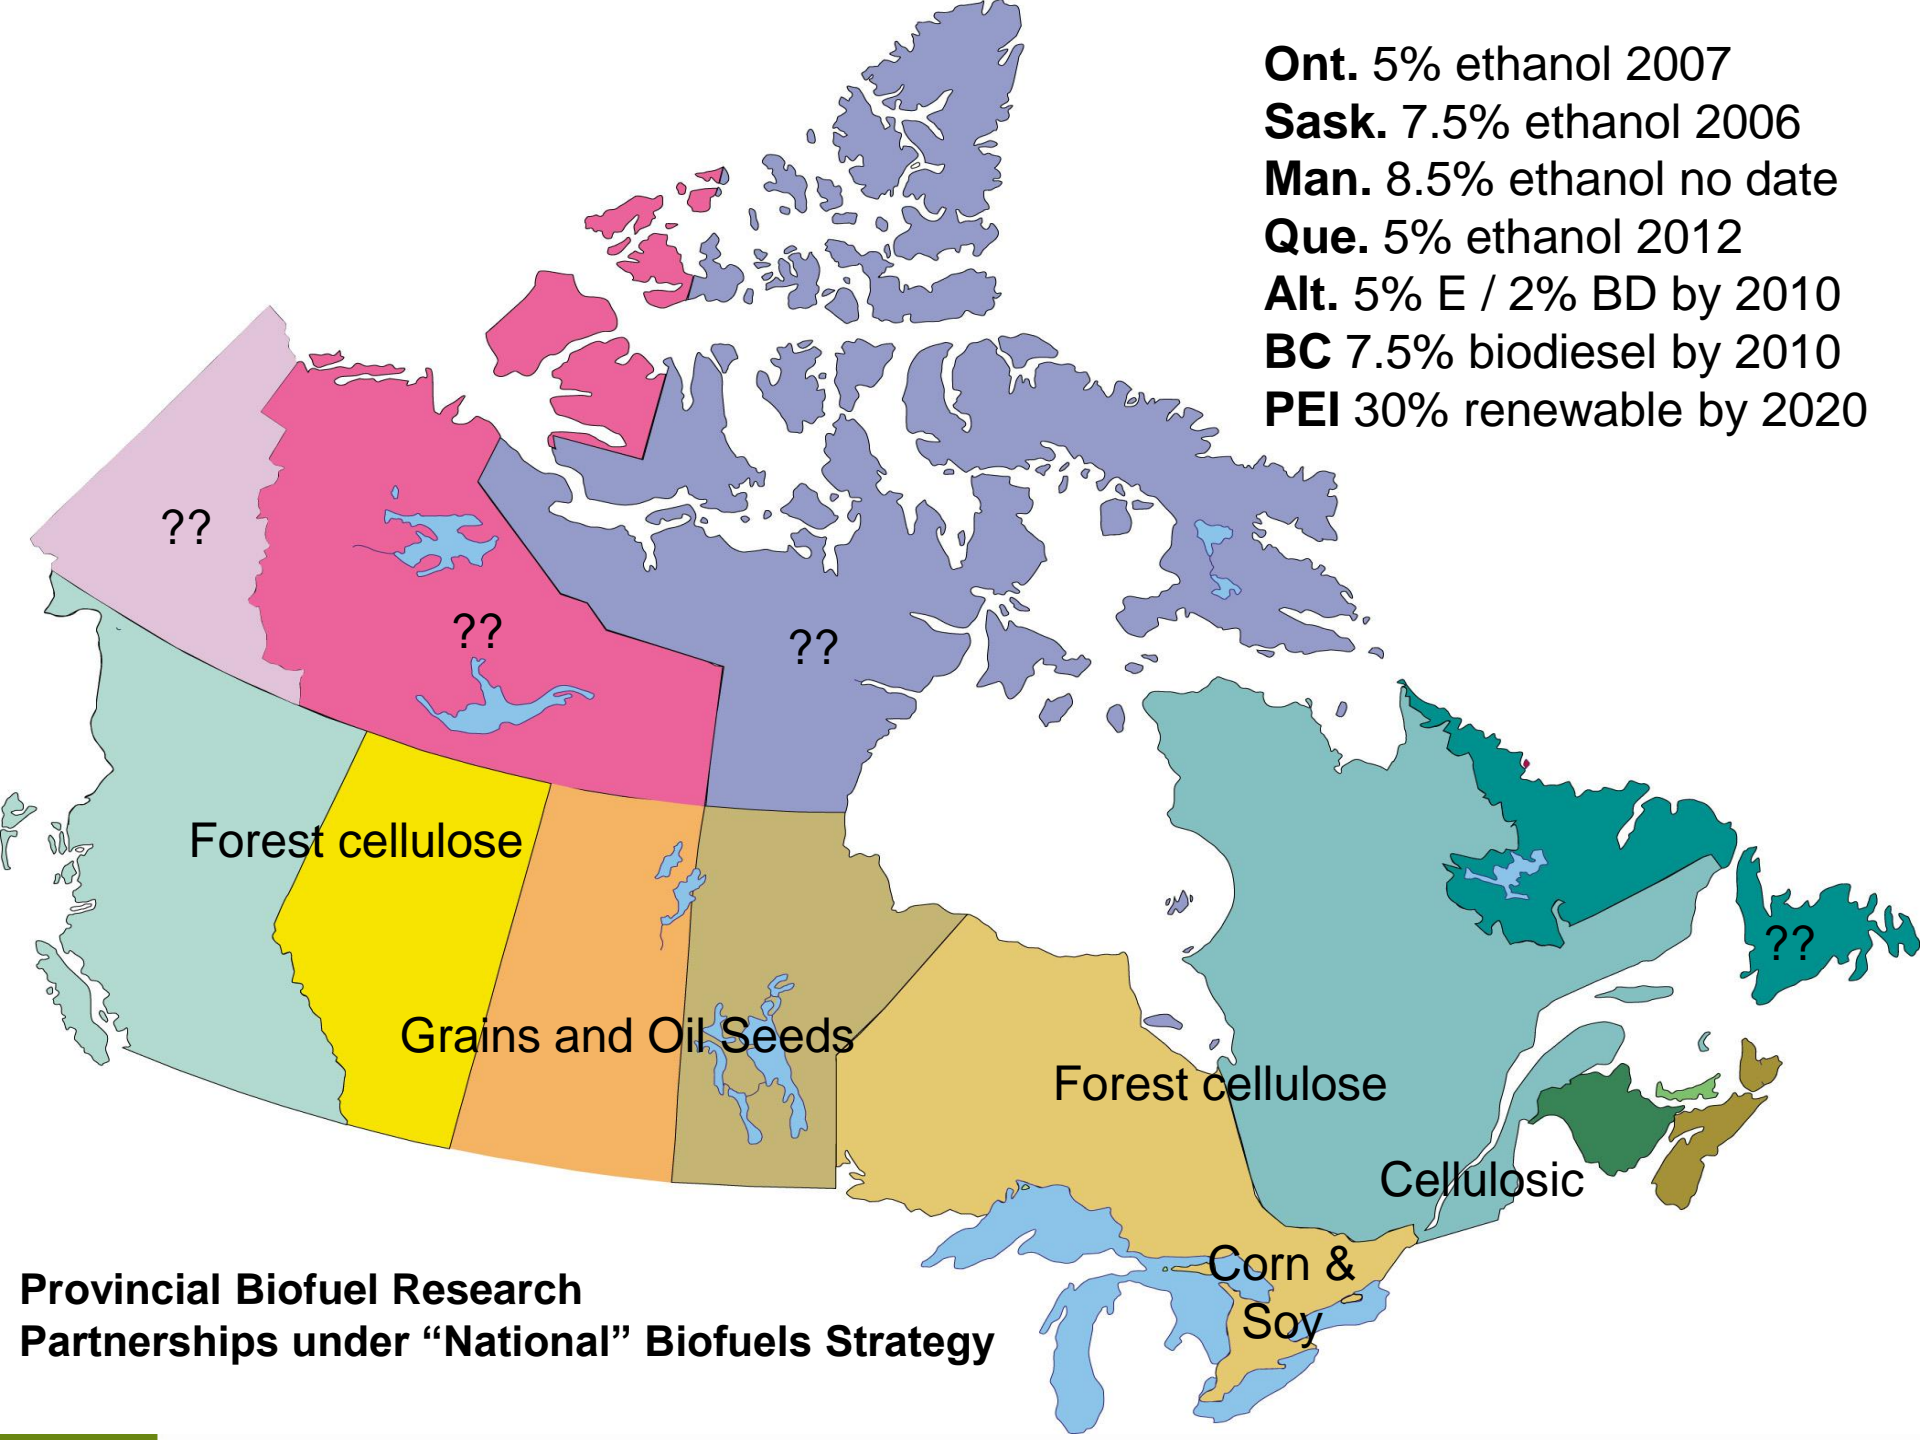 Ont. 5% ethanol 2007
Sask. 7.5% ethanol 2006
Man. 8.5% ethanol no date
Que. 5% ethanol 2012
Alt. 5% E / 2% BD by 2010
BC 7.5% biodiesel by 2010
PEI 30% renewable by 2020
??
??
??
Forest cellulose
??
Grains and Oil Seeds
Forest cellulose
Cellulosic
Corn &
Soy
Provincial Biofuel Research
Partnerships under “National” Biofuels Strategy